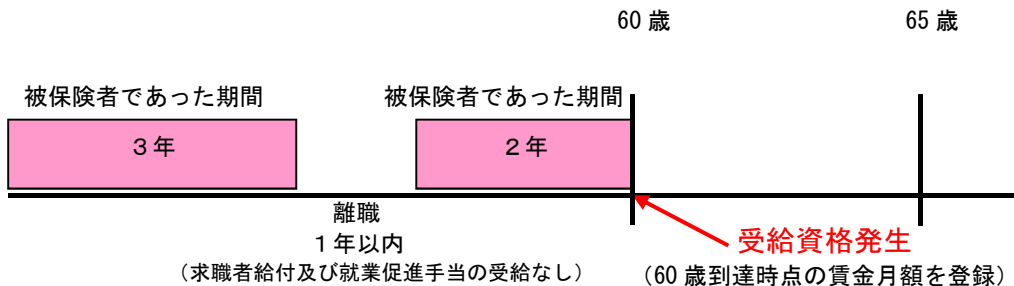 60 歳
65 歳
被保険者であった期間
被保険者であった期間
３年
２年
離職
１年以内
（求職者給付及び就業促進手当の受給なし）
受給資格発生
（60 歳到達時点の賃金月額を登録）